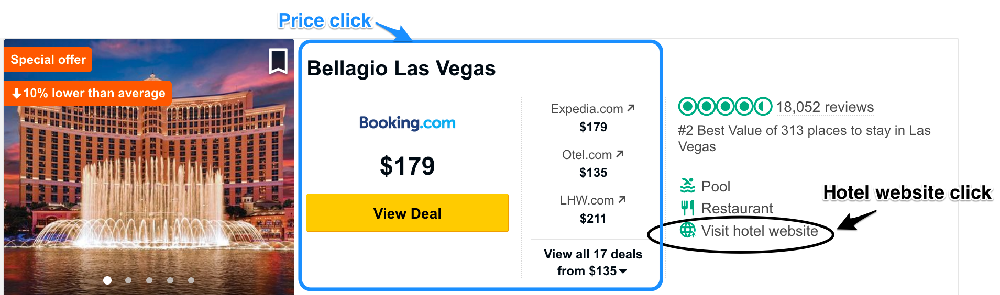 Price click
Special offer
10% lower than average
Bellagio Las Vegas
Booking.com
$179
View Deal
Expedia.com
$179
Otel.com
$135
LHW.com
$211
View all 17 deals
from $135
18,052 reviews
#2 Best Value of 313 places to stay in Las
Vegas
Pool
Restaurant
Visit hotel website
Hotel website click